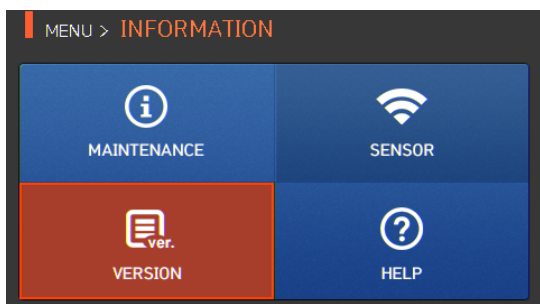 MENU > INFORMATION
i
MAINTENANCE
SENSOR
ver.
VERSION
?
HELP